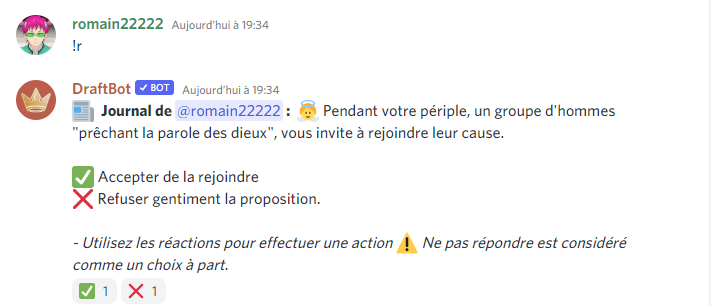 romain22222 Aujourd'hui à 19:34
!r
DraftBot ✓ BOT Aujourd'hui à 19:34
Journal de @romain22222 : Pendant votre périple, un groupe d'hommes
"prêchant la parole des dieux", vous invite à rejoindre leur cause.
Accepter de la rejoindre
Refuser gentiment la proposition.
- Utilisez les réactions pour effectuer une action ⚠ Ne pas répondre est considéré
comme un choix à part.
1 1